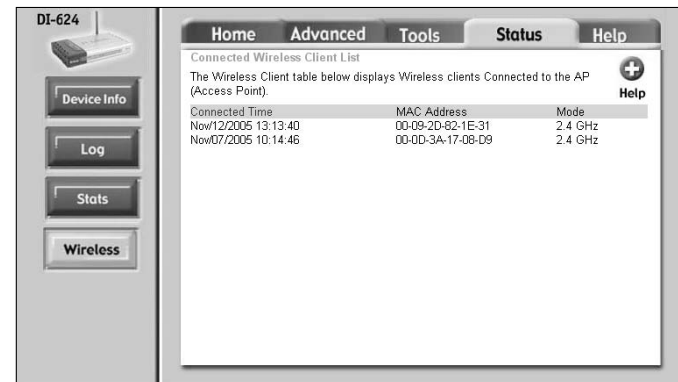 DI-624
Home Advanced Tools Status Help
Device Info
Log
Stats
Wireless
Connected Wireless Client List
The Wireless Client table below displays Wireless clients Connected to the AP
(Access Point).
Help
Connected Time MAC Address Mode
Nov/12/2005 13:13:40 00-09-2D-82-1E-31 2.4 GHz
Nov/07/2005 10:14:46 00-0D-3A-17-08-D9 2.4 GHz